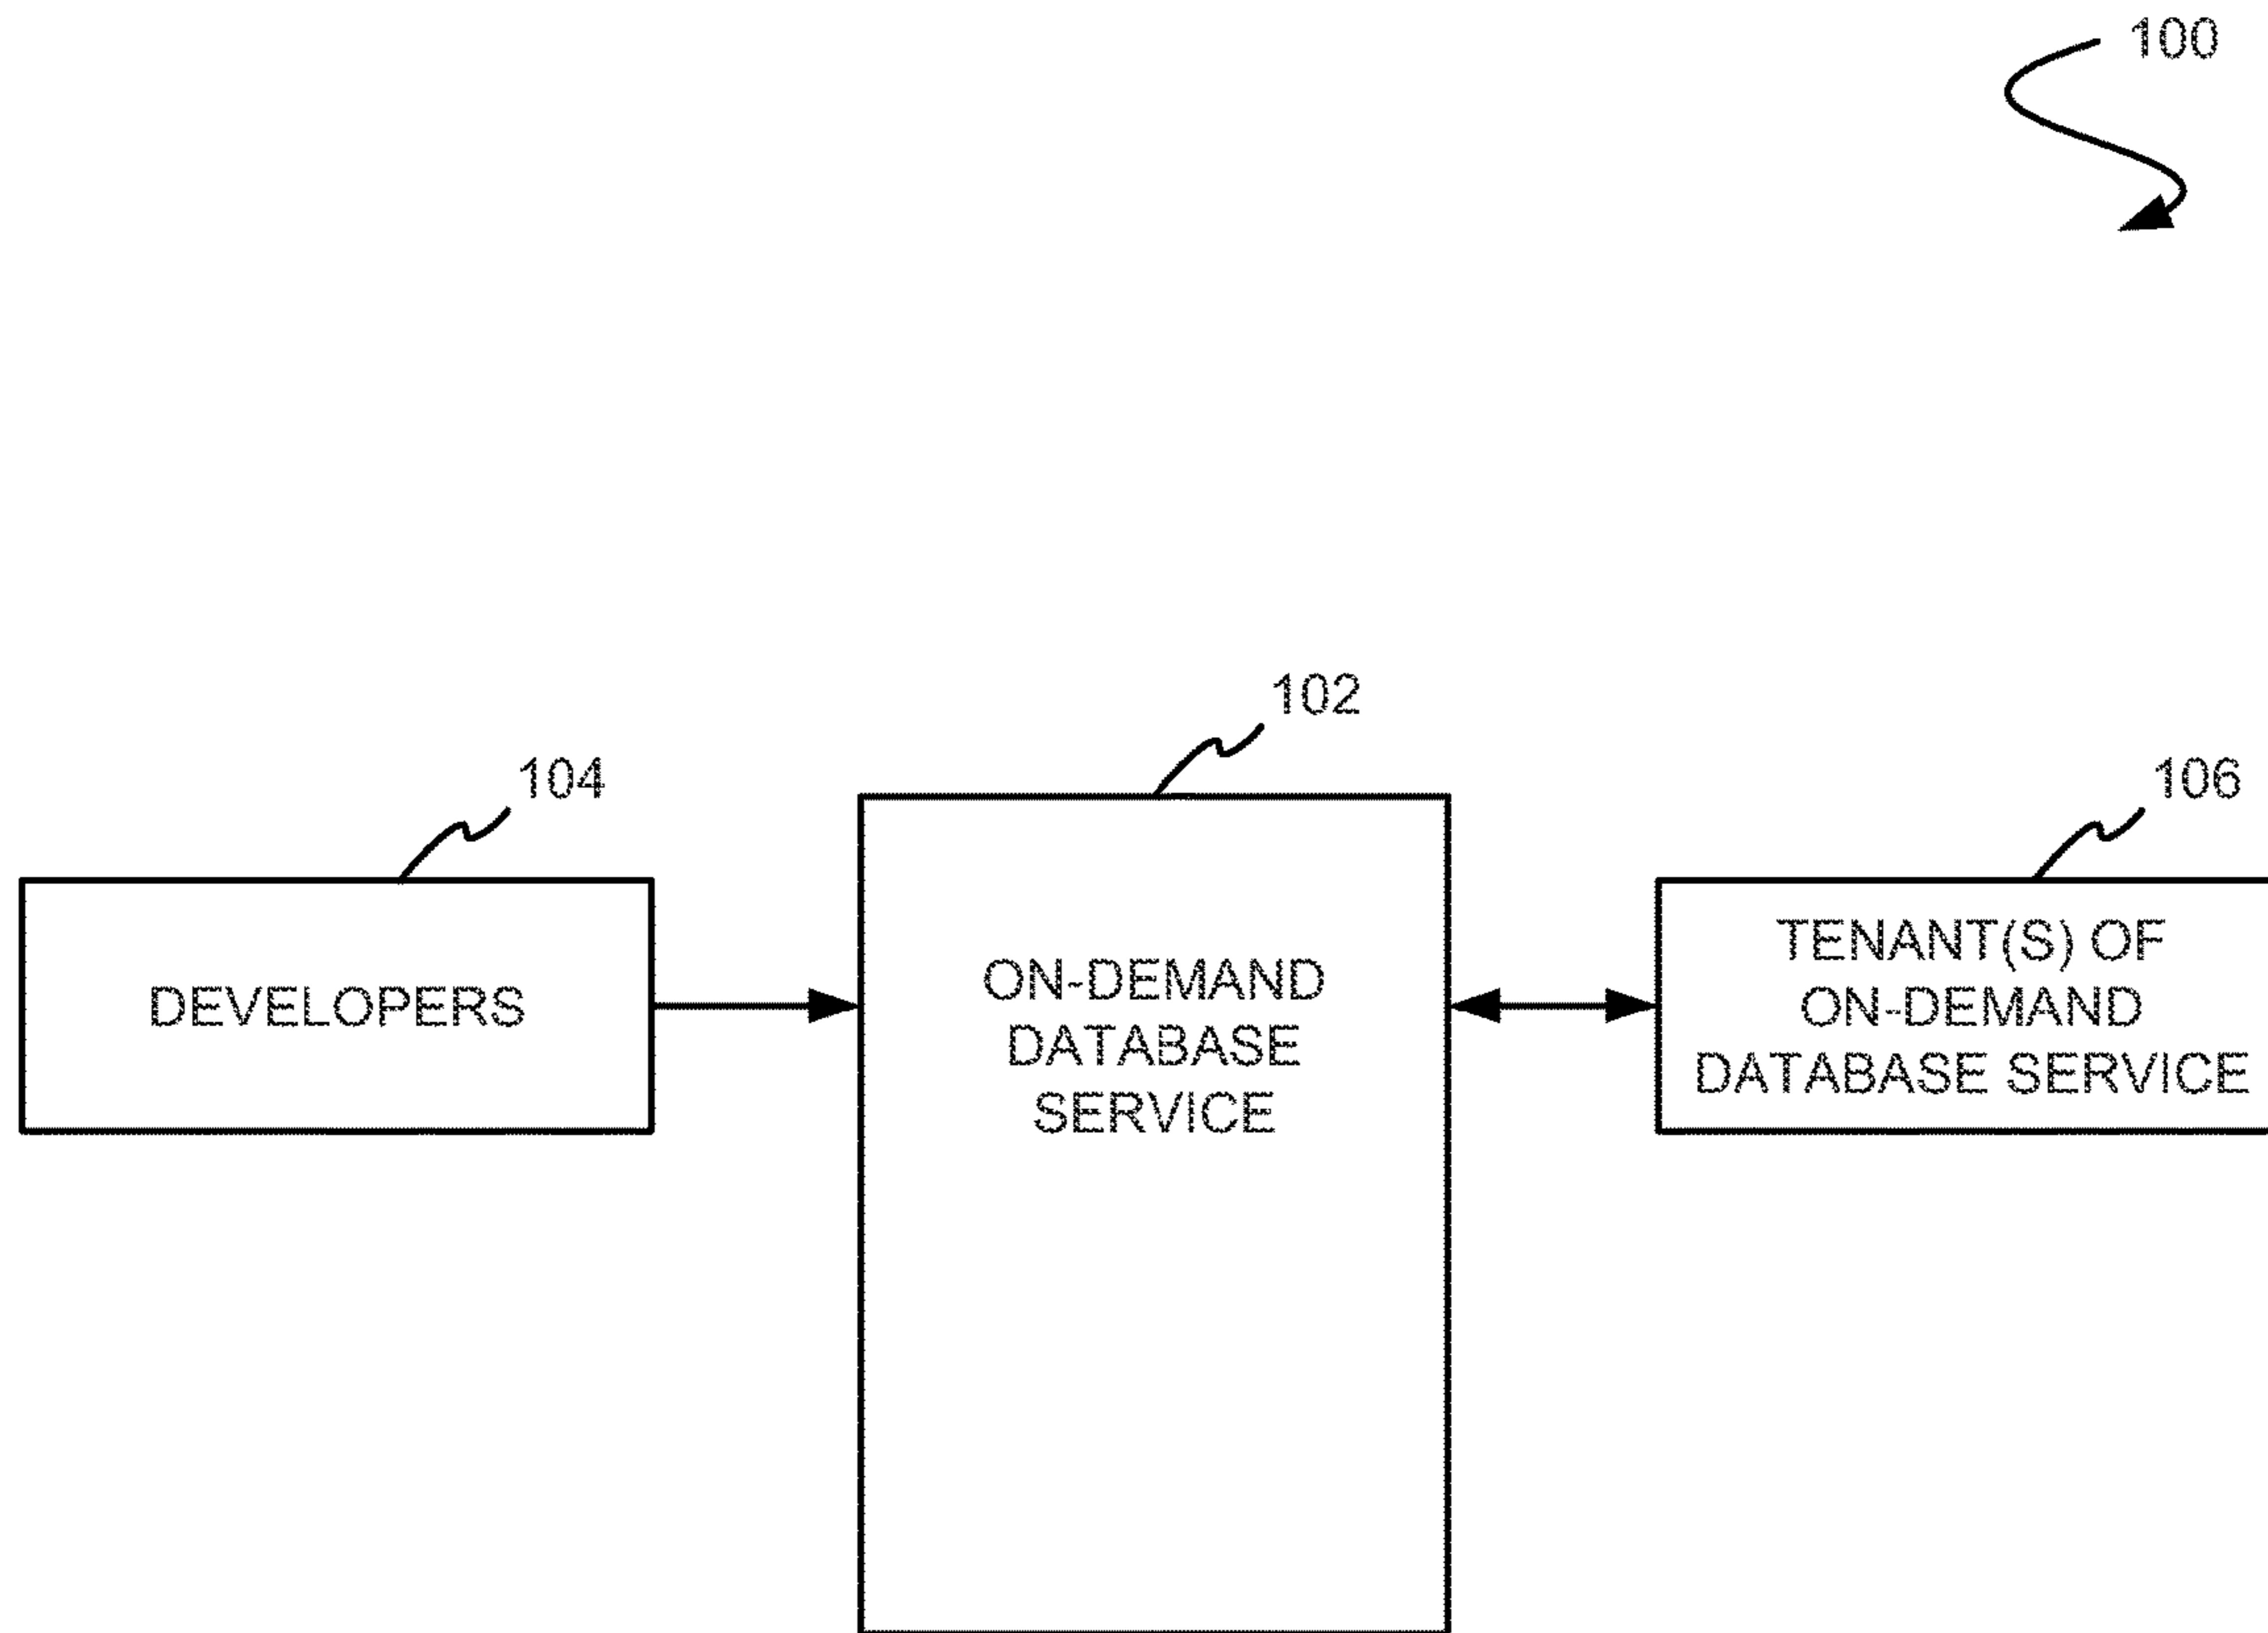 100
102
104
106
DEVELOPERS
ON-DEMAND
DATABASE
SERVICE
TENANT(S) OF
ON-DEMAND
DATABASE SERVICE